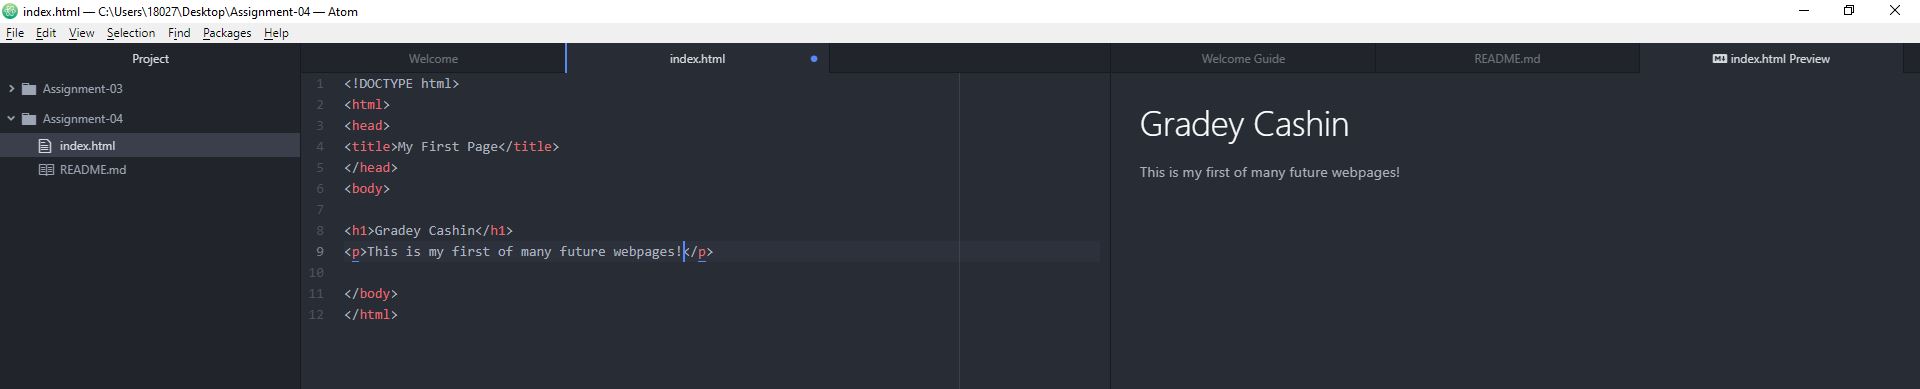 index.html — C:\Users\18027\Desktop\Assignment-04 — Atom
File Edit View Selection Find Packages Help
Project
Assignment-03
Assignment-04
index.html
README.md
Welcome
index.html
1 <!DOCTYPE html>
2 <html>
3 <head>
4 <title>My First Page</title>
5 </head>
6 <body>
7
8 <h1>Gradey Cashin</h1>
9 <p>This is my first of many future webpages!</p>
10
11 </body>
12 </html>
Welcome Guide
README.md
index.html Preview
Gradey Cashin
This is my first of many future webpages!